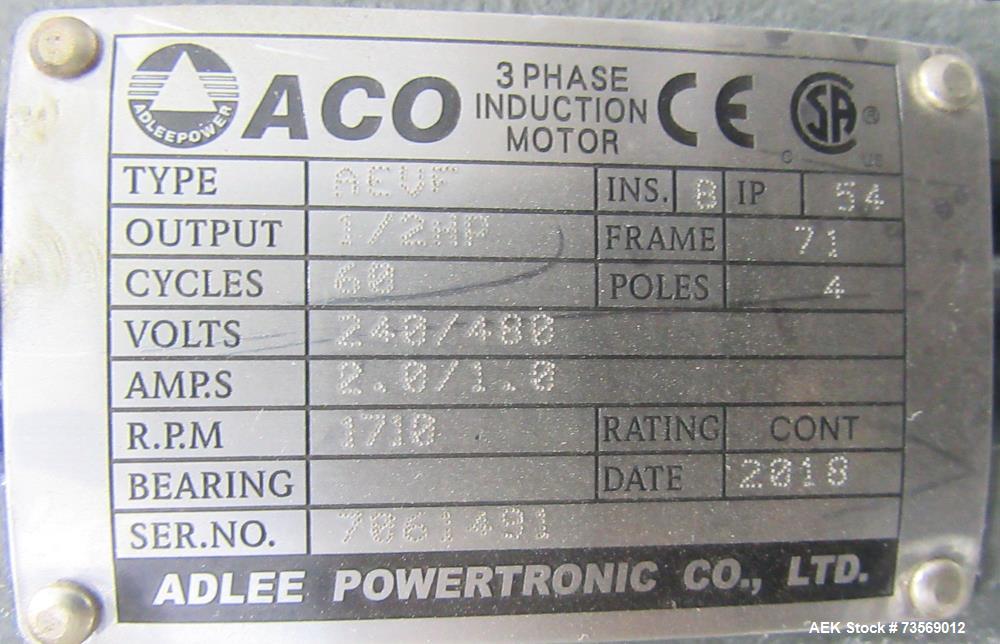 ADLEEPOWER
ACO
3 PHASE
INDUCTION
MOTOR
CE
SA®
C US
TYPE AEVF INS. B IP 54
OUTPUT 1/2HP FRAME 71
CYCLES 60 POLES 4
VOLTS 240/480
AMP.S 2.0/1.0
R.P.M 1710 RATING CONT
BEARING DATE 2018
SER.NO. 7061491
ADLEE POWERTRONIC CO., LTD.
AEK Stock # 73569012